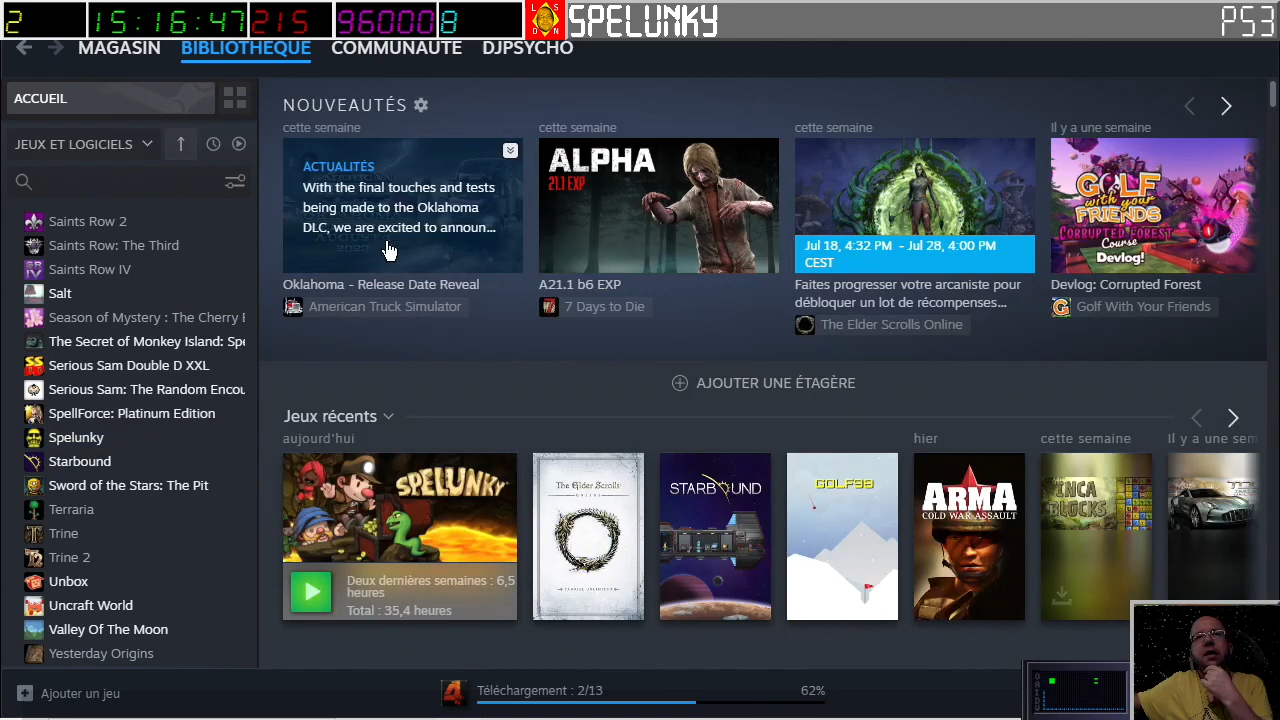 2
15:16:47
215
96000
8
L S
D N
SPELUNKY
PS3
MAGASIN
BIBLIOTHÈQUE
COMMUNAUTÉ
DJPSYCHO
ACCUEIL
JEUX ET LOGICIELS
Saints Row 2
Saints Row: The Third
Saints Row IV
Salt
Season of Mystery : The Cherry E
The Secret of Monkey Island: Spe
Serious Sam Double D XXL
Serious Sam: The Random Encou
SpellForce: Platinum Edition
Spelunky
Starbound
Sword of the Stars: The Pit
Terraria
Trine
Trine 2
Unbox
Uncraft World
Valley Of The Moon
Yesterday Origins
Ajouter un jeu
NOUVEAUTÉS
cette semaine
ACTUALITÉS
With the final touches and tests
being made to the Oklahoma
DLC, we are excited to announ...
Oklahoma - Release Date Reveal
American Truck Simulator
cette semaine
ALPHA
21.1 EXP
A21.1 b6 EXP
7 Days to Die
cette semaine
Jul 18, 4:32 PM - Jul 28, 4:00 PM
CEST
Faites progresser votre arcaniste pour
débloquer un lot de récompenses...
The Elder Scrolls Online
Il y a une semaine
GOLF
with your
FRIENDS
CORRUPTED FOREST
Course
Devlog!
Devlog: Corrupted Forest
Golf With Your Friends
AJOUTER UNE ÉTAGÈRE
Jeux récents
aujourd'hui
SPELUNKY
Deux dernières semaines : 6,5
heures
Total : 35,4 heures
The Elder Scrolls
ONLINE
STARBOUND
GOLF98
hier
ARMA
COLD WAR ASSAULT
cette semaine
INCA
BLOCKS
Il y a une sem
Téléchargement : 2/13
62%